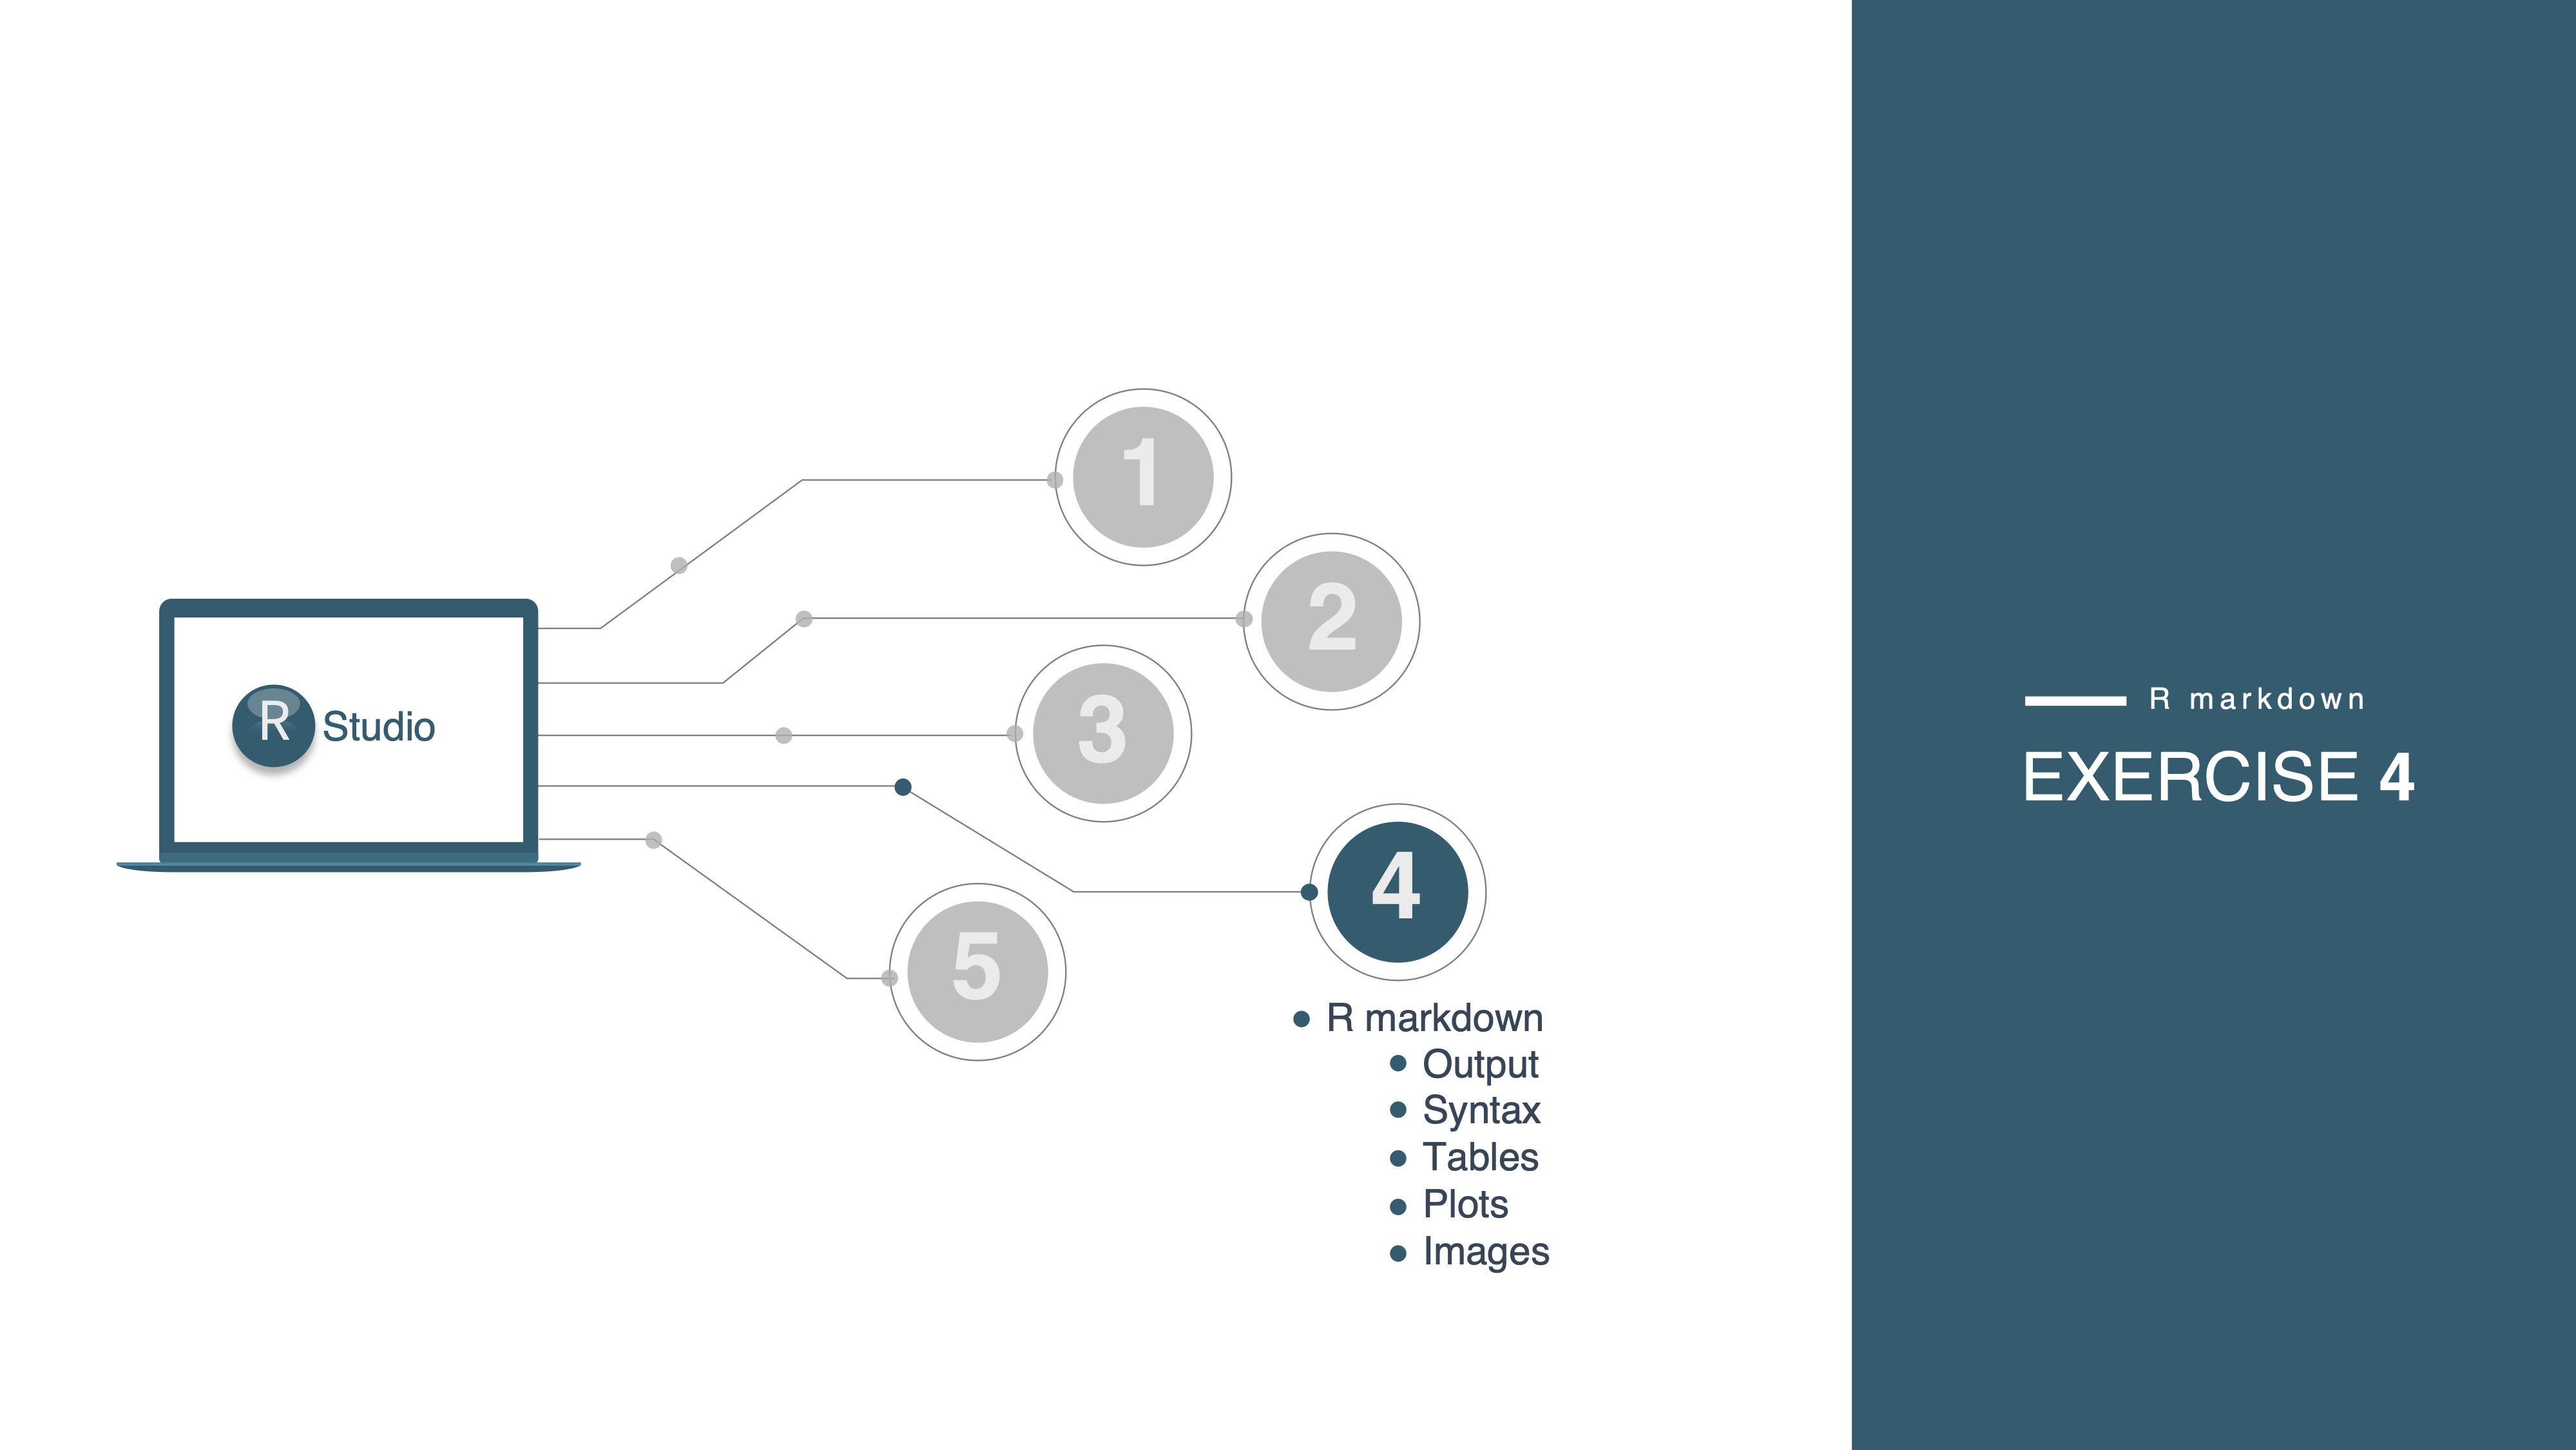 1
2
R Studio
3
4
5
R markdown
Output
Syntax
Tables
Plots
Images
R markdown
EXERCISE 4